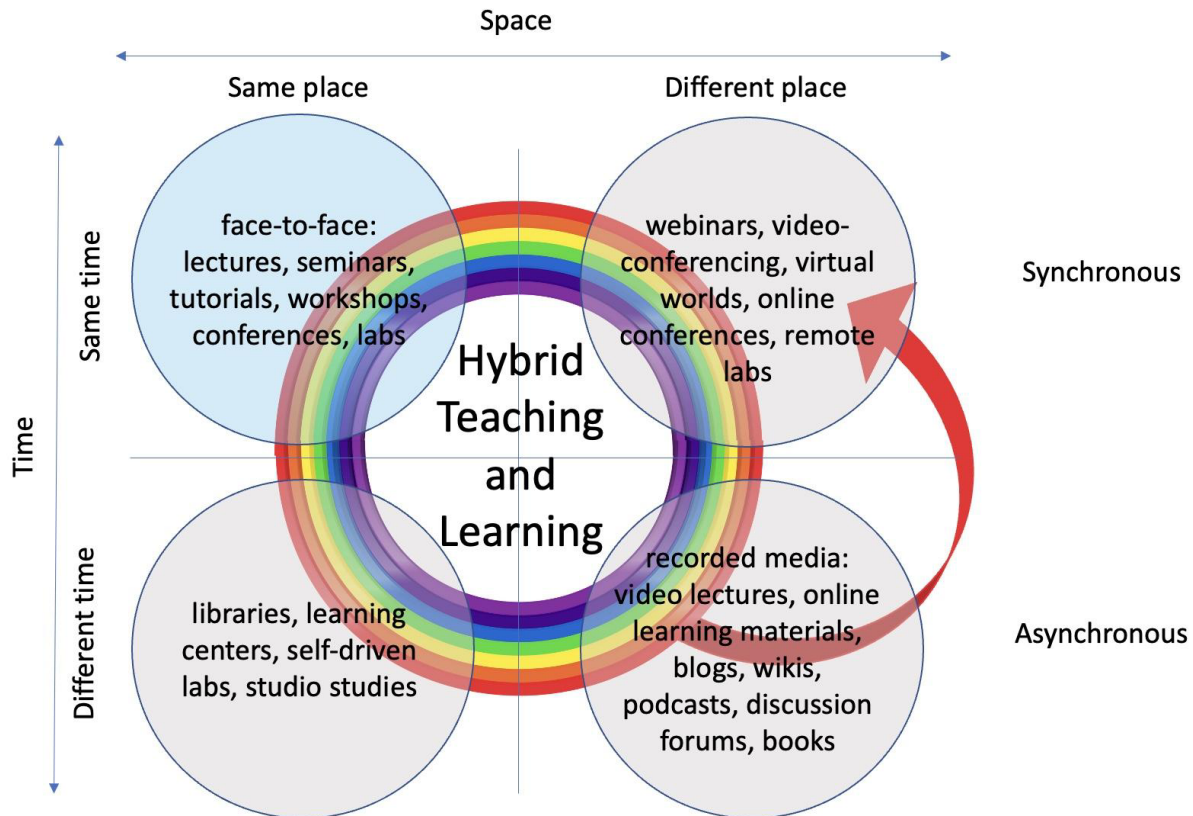 Space
Same place
Different place
Same time
face-to-face:
lectures, seminars,
tutorials, workshops,
conferences, labs
webinars, video-
conferencing, virtual
worlds, online
conferences, remote
labs
Synchronous
Time
Hybrid
Teaching
and
Learning
Different time
libraries, learning
centers, self-driven
labs, studio studies
recorded media:
video lectures, online
learning materials,
blogs, wikis,
podcasts, discussion
forums, books
Asynchronous